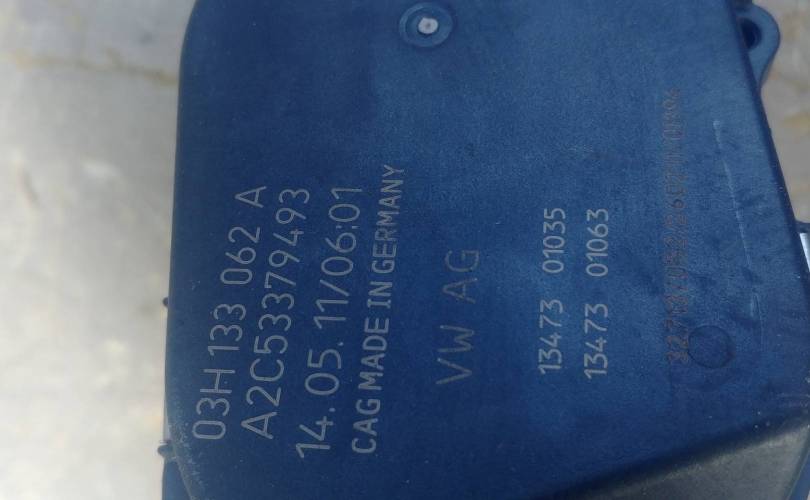 03H 133 062 A
A2C53379493
14.05.11/06:01
CAG MADE IN GERMANY
VW AG
13473 01035
13473 01063